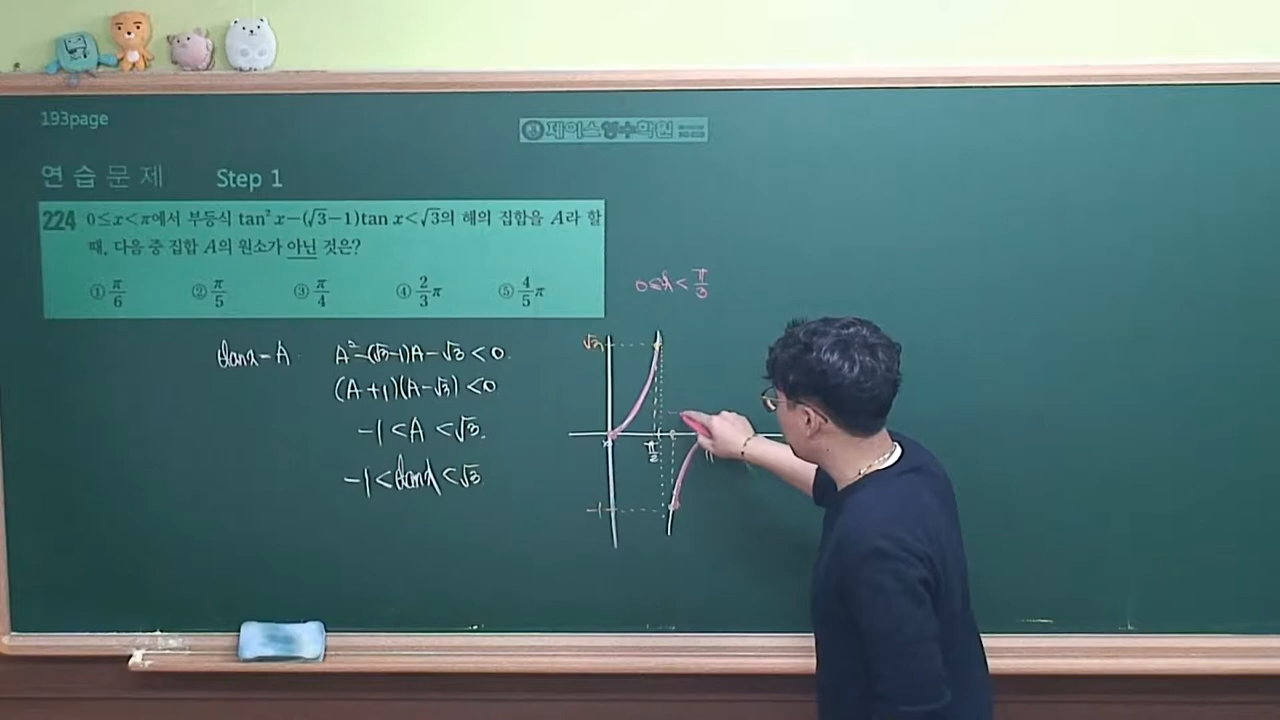 193page
제이스영수학원
연습문제 Step 1
224 0≤x<π에서 부등식 tan²x−(√3−1)tan x<√3의 해의 집합을 A라 할
때, 다음 중 집합 A의 원소가 아닌 것은?
① π/6 ② π/5 ③ π/4 ④ 2/3 π ⑤ 4/5 π
0≤x<π/3
tanx=A A²-(√3-1)A-√3<0.
(A+1)(A-√3)<0
-1<A<√3.
-1<tanx<√3
√3
-1